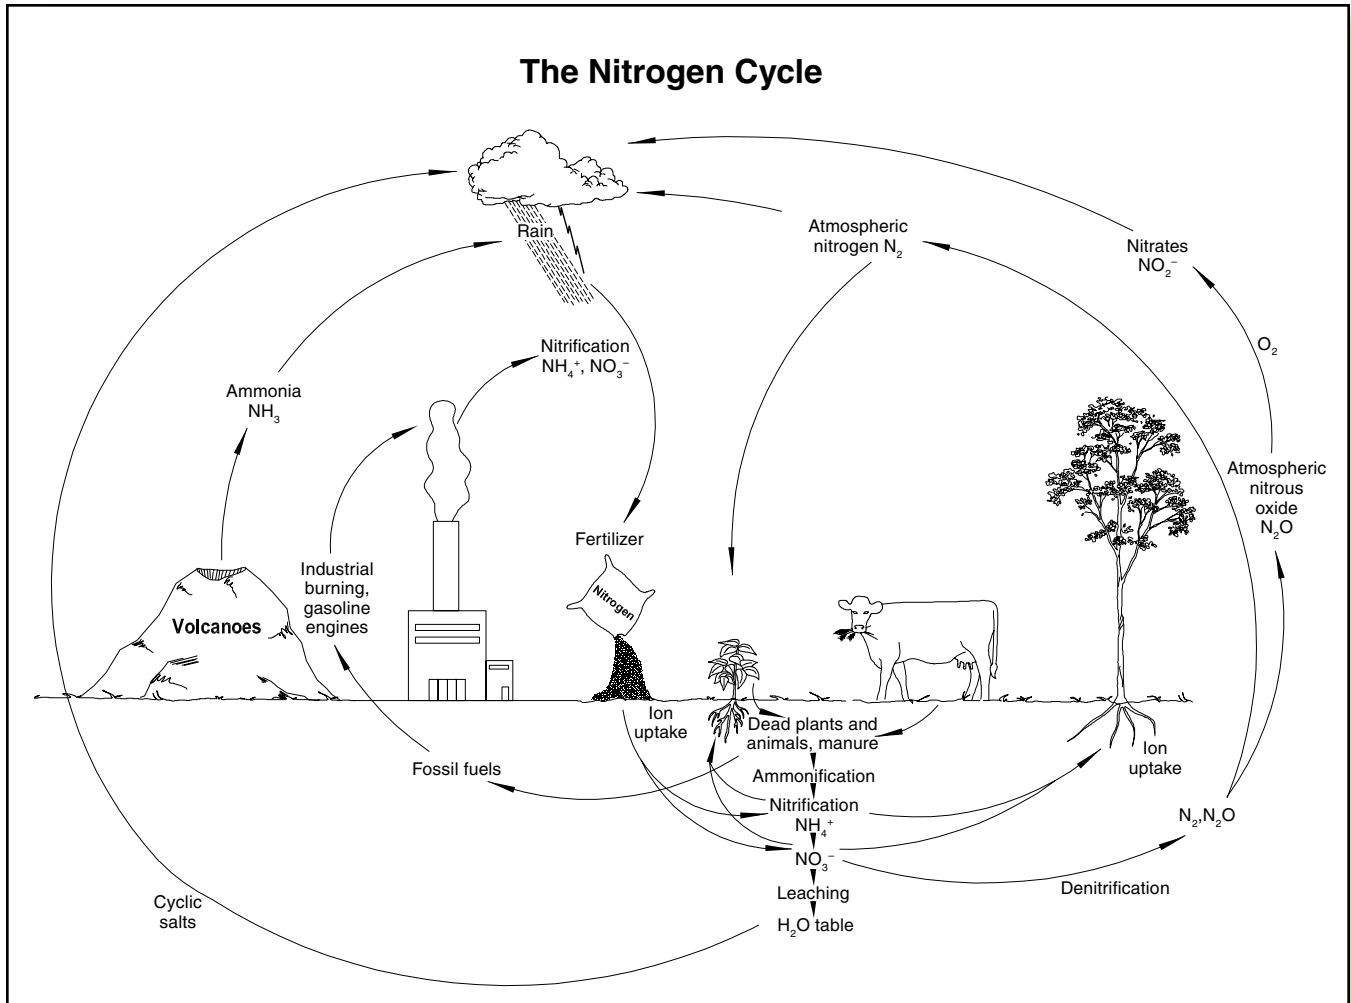 The Nitrogen Cycle
Rain
Atmospheric
nitrogen N₂
Nitrates
NO₂⁻
O₂
Nitrification
NH₄⁺, NO₃⁻
Ammonia
NH₃
Atmospheric
nitrous
oxide
N₂O
Fertilizer
Nitrogen
Industrial
burning,
gasoline
engines
Volcanoes
Ion
uptake
Dead plants and
animals, manure
Ion
uptake
Fossil fuels
Ammonification
Nitrification
NH₄⁺
NO₃⁻
N₂,N₂O
Denitrification
Leaching
H₂O table
Cyclic
salts